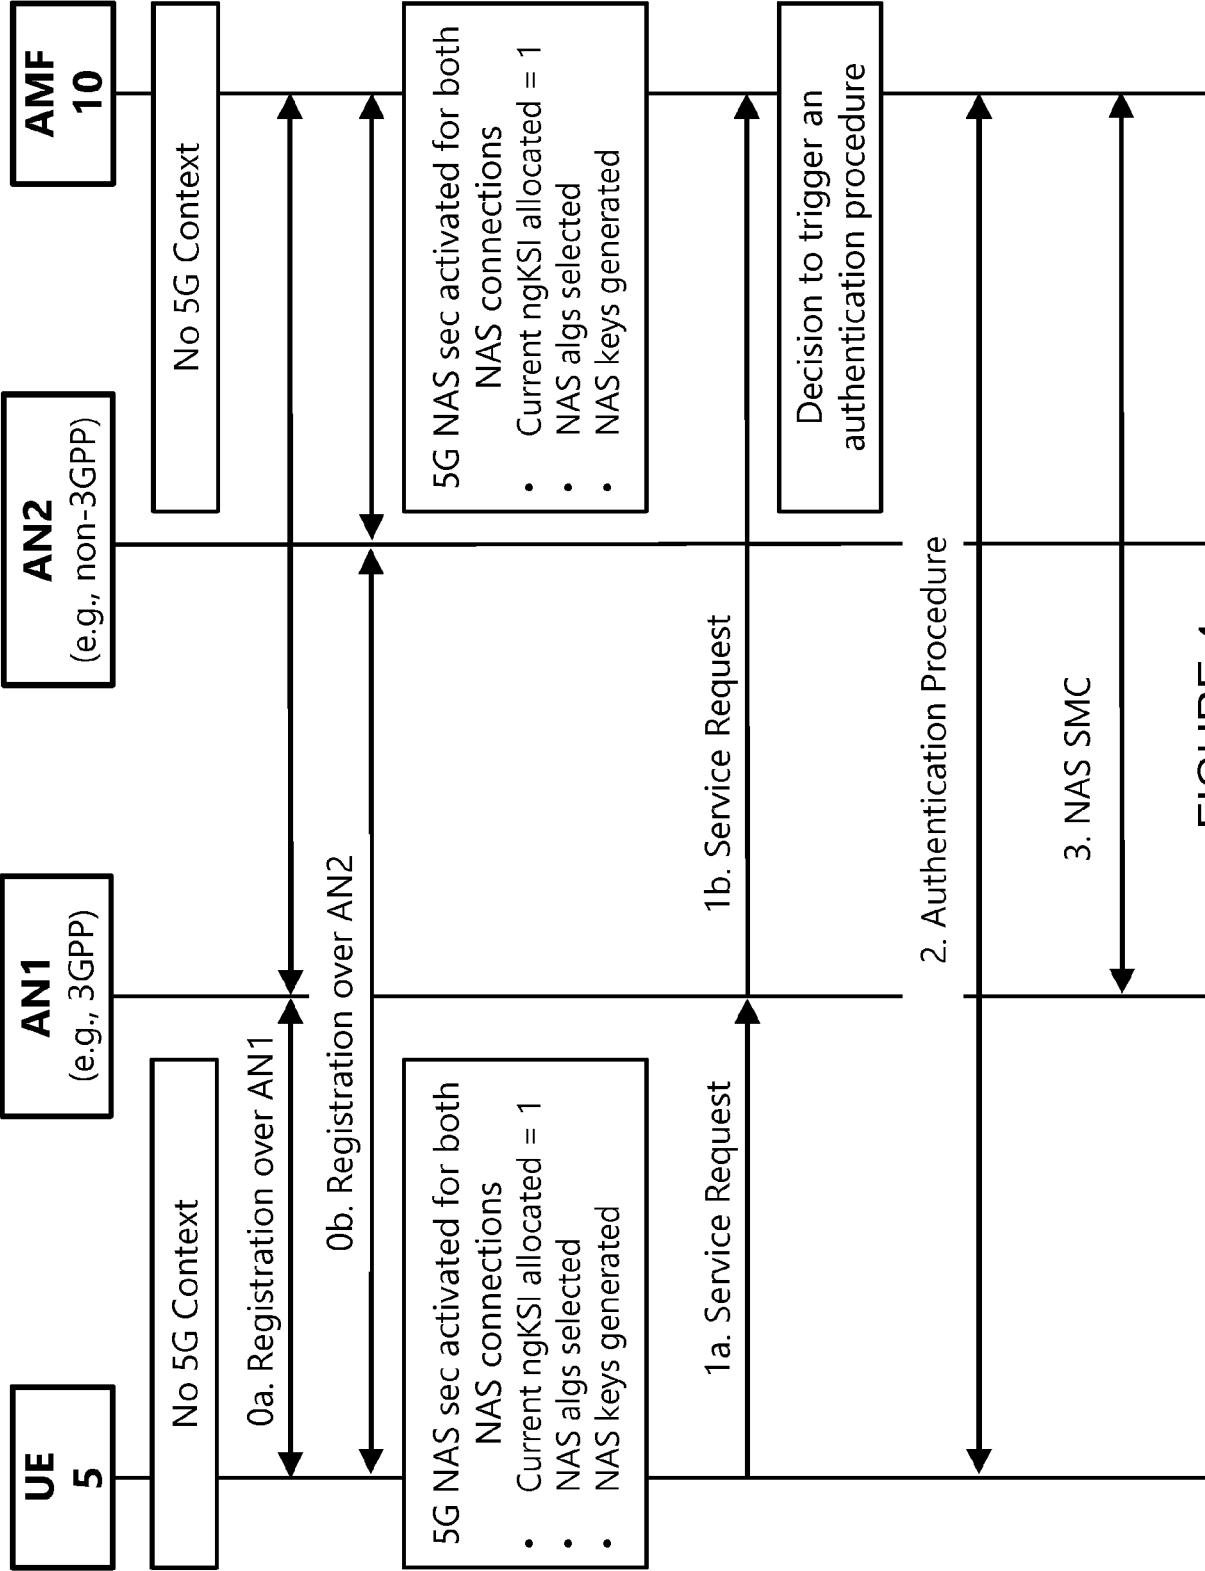 UE
5
AN1
(e.g., 3GPP)
AN2
(e.g., non-3GPP)
AMF
10
No 5G Context
No 5G Context
0a. Registration over AN1
0b. Registration over AN2
5G NAS sec activated for both
NAS connections
• Current ngKSI allocated = 1
• NAS algs selected
• NAS keys generated
5G NAS sec activated for both
NAS connections
• Current ngKSI allocated = 1
• NAS algs selected
• NAS keys generated
1a. Service Request
1b. Service Request
Decision to trigger an
authentication procedure
2. Authentication Procedure
3. NAS SMC